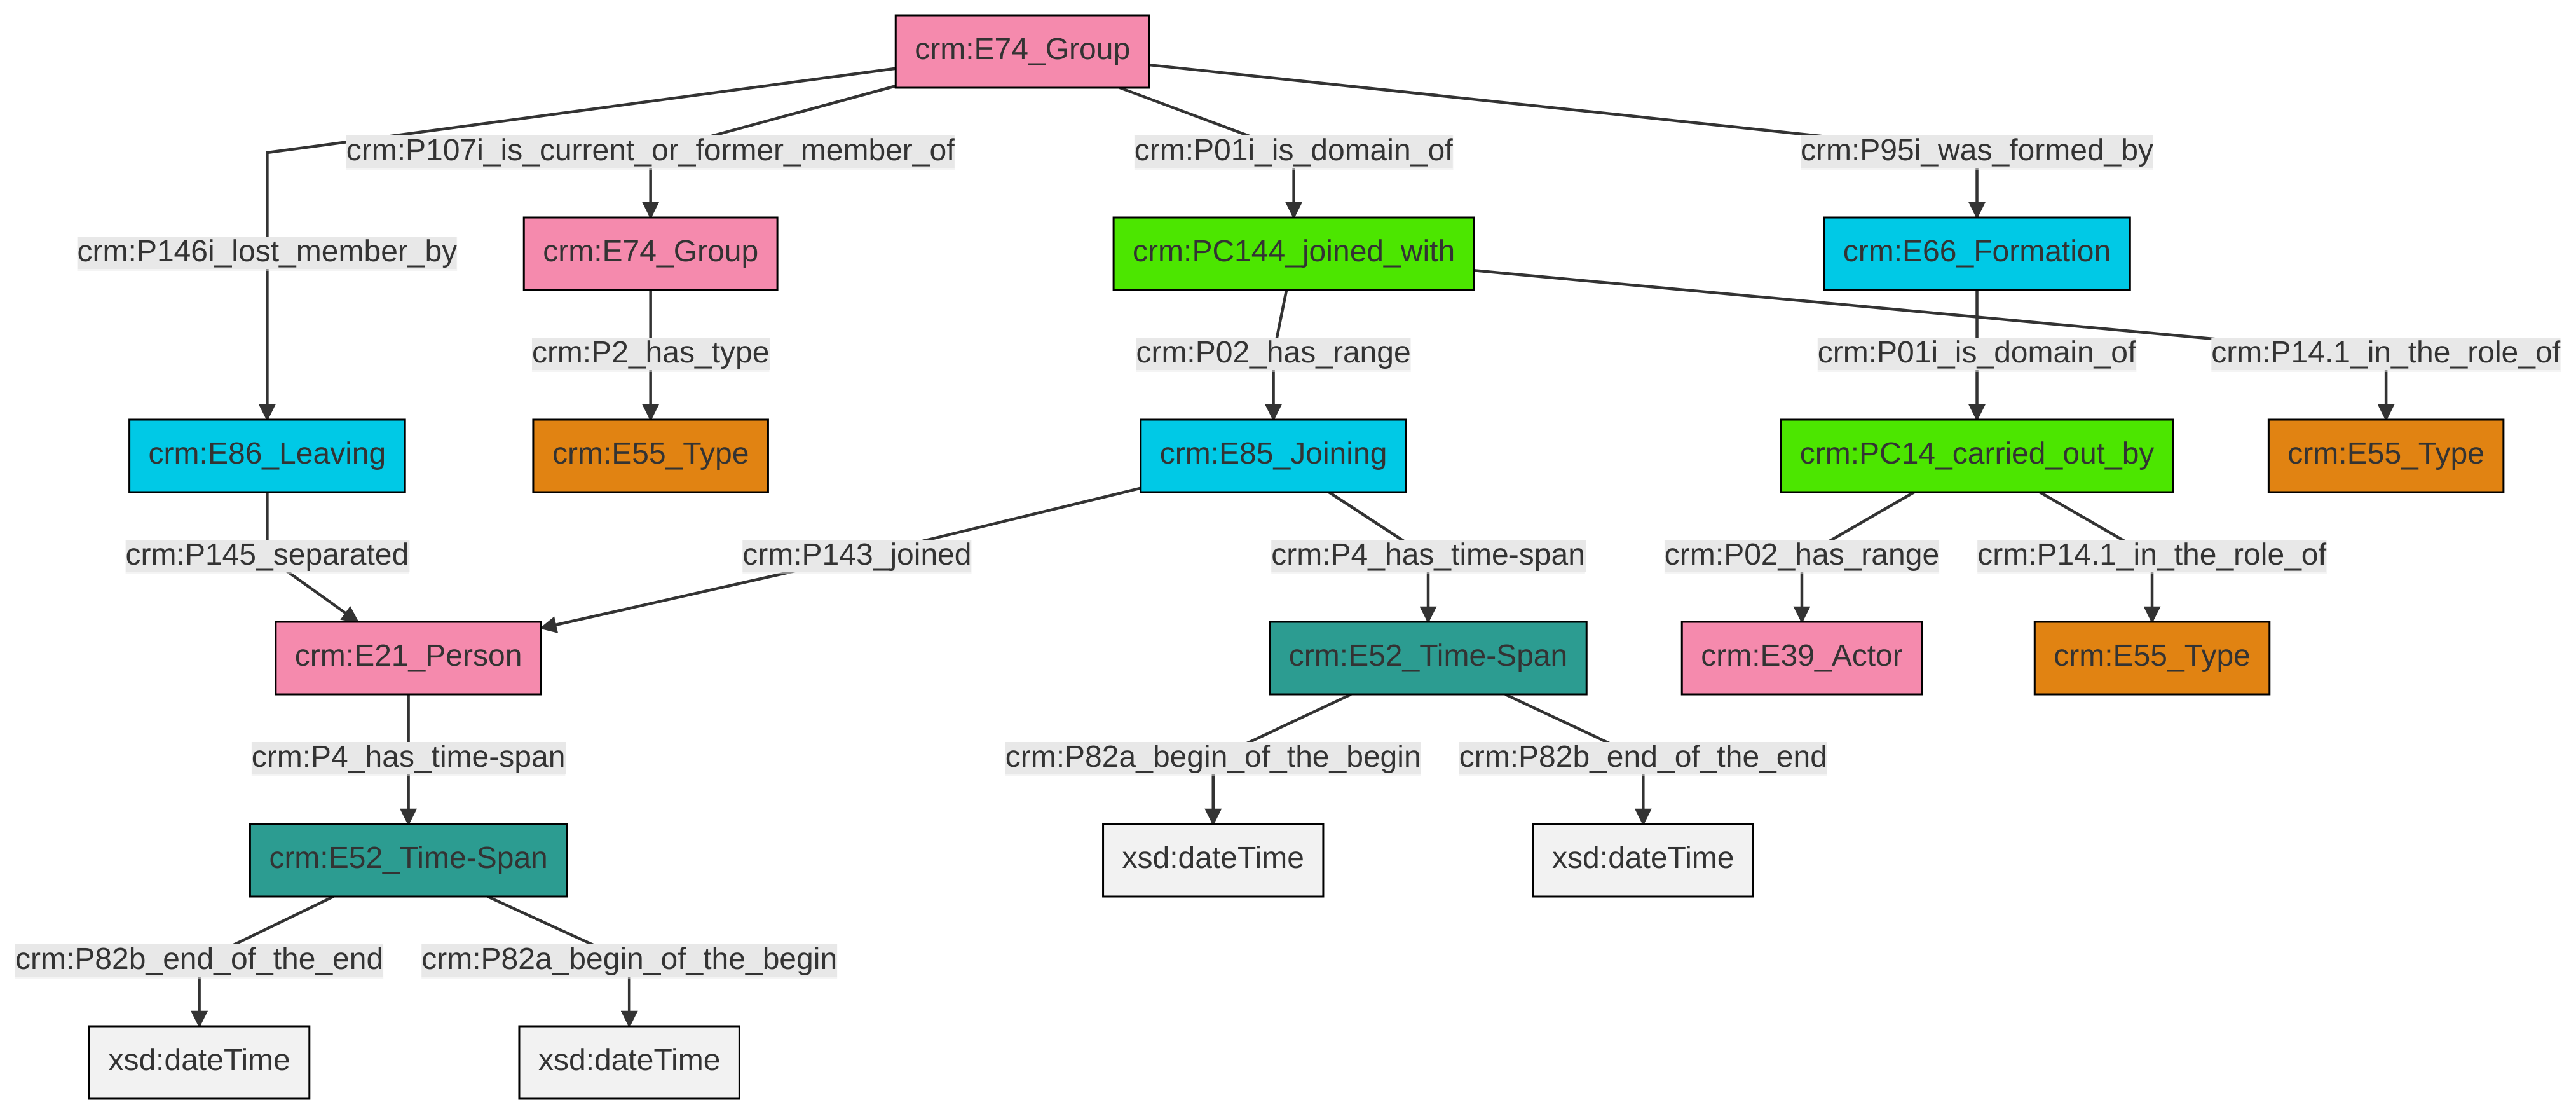 crm:E74_Group
crm:P107i_is_current_or_former_member_of
crm:P01i_is_domain_of
crm:P95i_was_formed_by
crm:P146i_lost_member_by
crm:E74_Group
crm:PC144_joined_with
crm:E66_Formation
crm:P2_has_type
crm:P02_has_range
crm:P01i_is_domain_of
crm:P14.1_in_the_role_of
crm:E86_Leaving
crm:E55_Type
crm:E85_Joining
crm:PC14_carried_out_by
crm:E55_Type
crm:P145_separated
crm:P143_joined
crm:P4_has_time-span
crm:P02_has_range
crm:P14.1_in_the_role_of
crm:E21_Person
crm:E52_Time-Span
crm:E39_Actor
crm:E55_Type
crm:P4_has_time-span
crm:P82a_begin_of_the_begin
crm:P82b_end_of_the_end
crm:E52_Time-Span
xsd:dateTime
xsd:dateTime
crm:P82b_end_of_the_end
crm:P82a_begin_of_the_begin
xsd:dateTime
xsd:dateTime